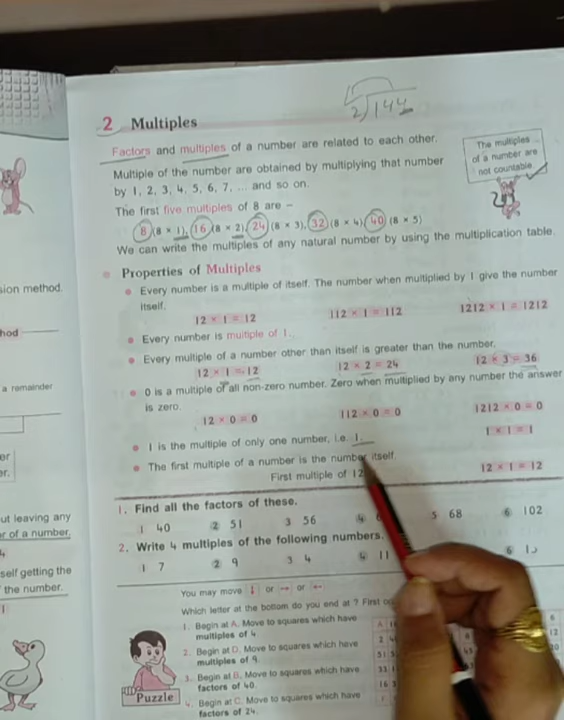 2)144
2 Multiples
Factors and multiples of a number are related to each other.
Multiple of the number are obtained by multiplying that number
by 1, 2, 3, 4, 5, 6, 7, ... and so on.
The multiples
of a number are
not countable
The first five multiples of 8 are –
8 (8 × 1), 16 (8 × 2), 24 (8 × 3), 32 (8 × 4), 40 (8 × 5)
We can write the multiples of any natural number by using the multiplication table.
Properties of Multiples
Every number is a multiple of itself. The number when multiplied by 1 give the number
itself.
12 × 1 = 12 112 × 1 = 112 1212 × 1 = 1212
Every number is multiple of 1.
Every multiple of a number other than itself is greater than the number.
12 × 1 = 12 12 × 2 = 24 12 × 3 = 36
0 is a multiple of all non-zero number. Zero when multiplied by any number the answer
is zero.
12 × 0 = 0 112 × 0 = 0 1212 × 0 = 0
1 is the multiple of only one number, i.e. 1.
1 × 1 = 1
The first multiple of a number is the number itself.
First multiple of 12 12 × 1 = 12
1. Find all the factors of these.
1 40 2 51 3 56 4 5 68 6 102
2. Write 4 multiples of the following numbers.
1 7 2 9 3 4 4 11 6
You may move ↓ or → or ←
Which letter at the bottom do you end at ? First
1. Begin at A. Move to squares which have
multiples of 4
2. Begin at D. Move to squares which have
multiples of 9.
3. Begin at B. Move to squares which have
factors of 40.
4. Begin at C. Move to squares which have
factors of 24.
Puzzle
sion method.
hod
a remainder
er
er.
ut leaving any
or of a number.
self getting the
the number.